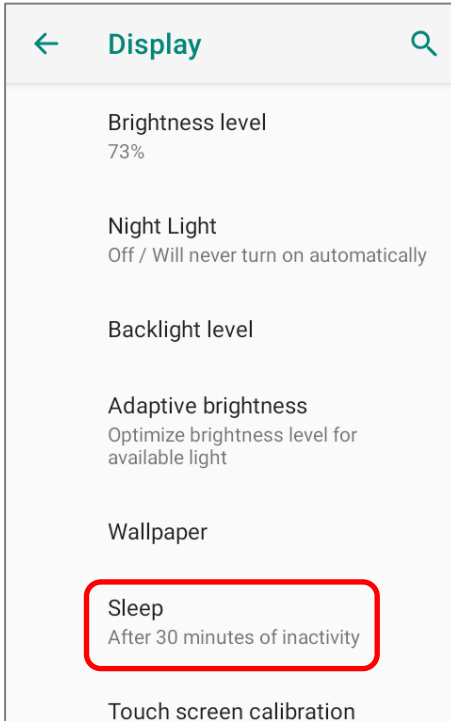 Display
Brightness level
73%
Night Light
Off / Will never turn on automatically
Backlight level
Adaptive brightness
Optimize brightness level for
available light
Wallpaper
Sleep
After 30 minutes of inactivity
Touch screen calibration